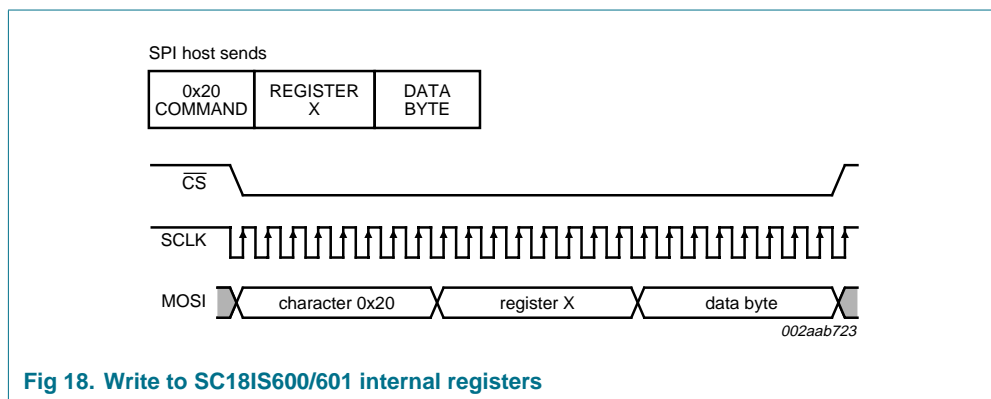 SPI host sends
0x20 COMMAND
REGISTER X
DATA BYTE
CS
SCLK
MOSI
character 0x20
register X
data byte
002aab723
Fig 18. Write to SC18IS600/601 internal registers